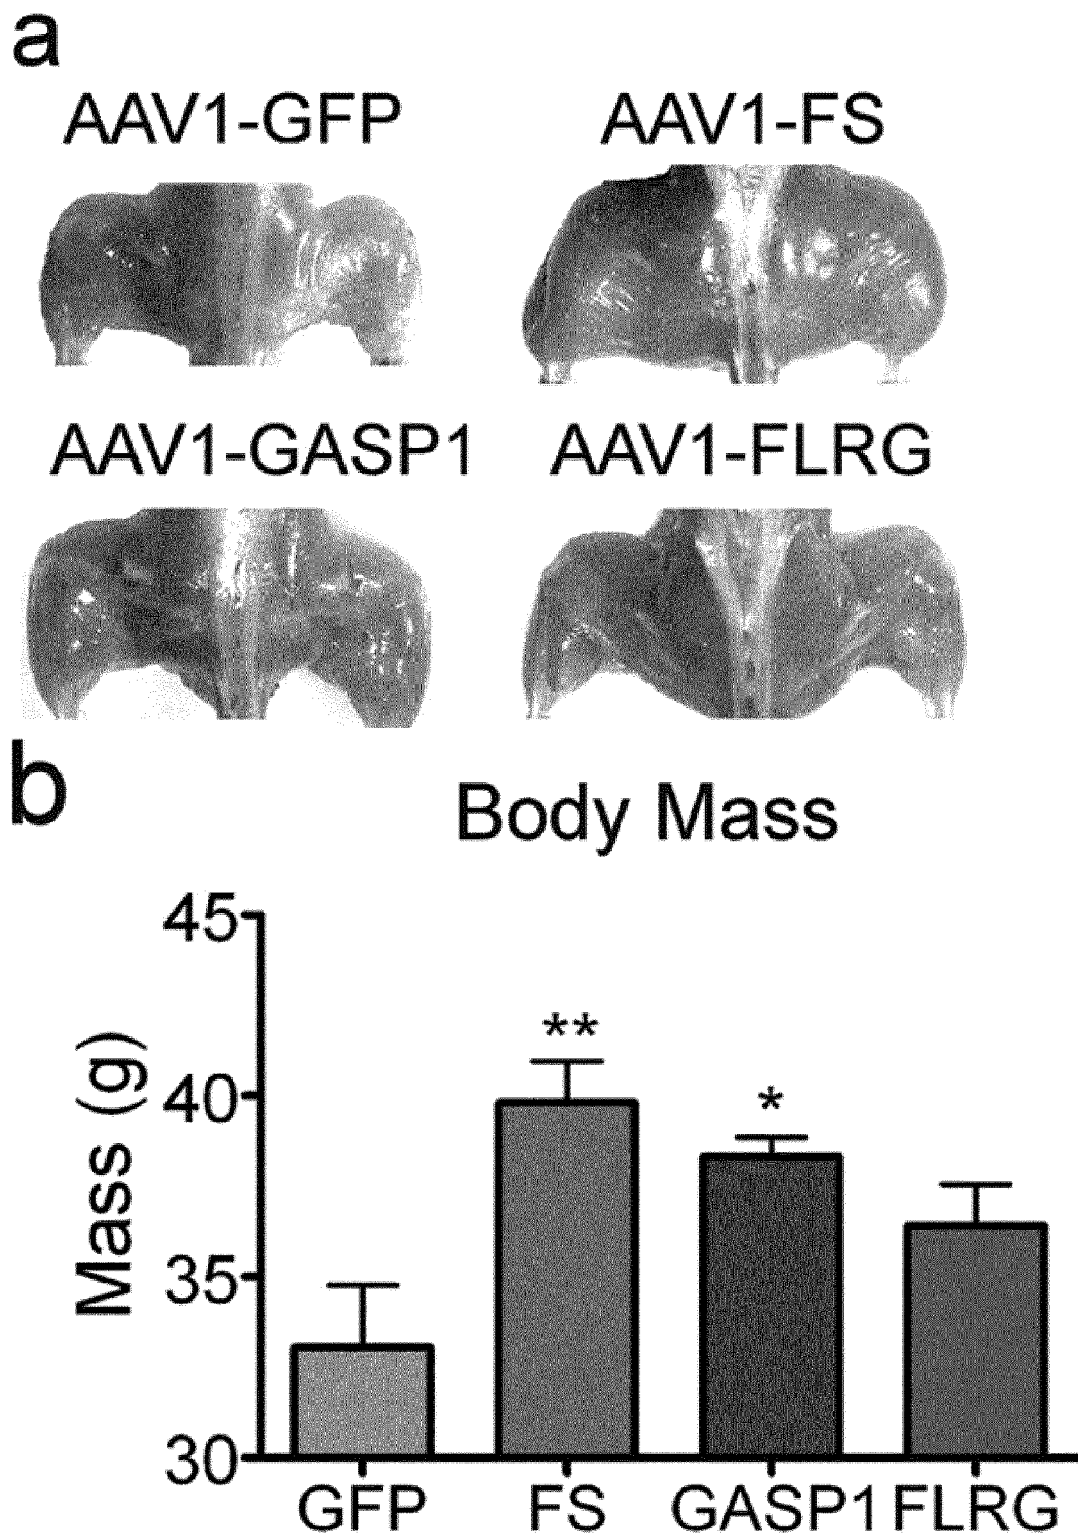 a
AAV1-GFP
AAV1-FS
AAV1-GASP1
AAV1-FLRG
b
Body Mass
Mass (g)
45
40
35
30
**
*
GFP
FS
GASP1
FLRG